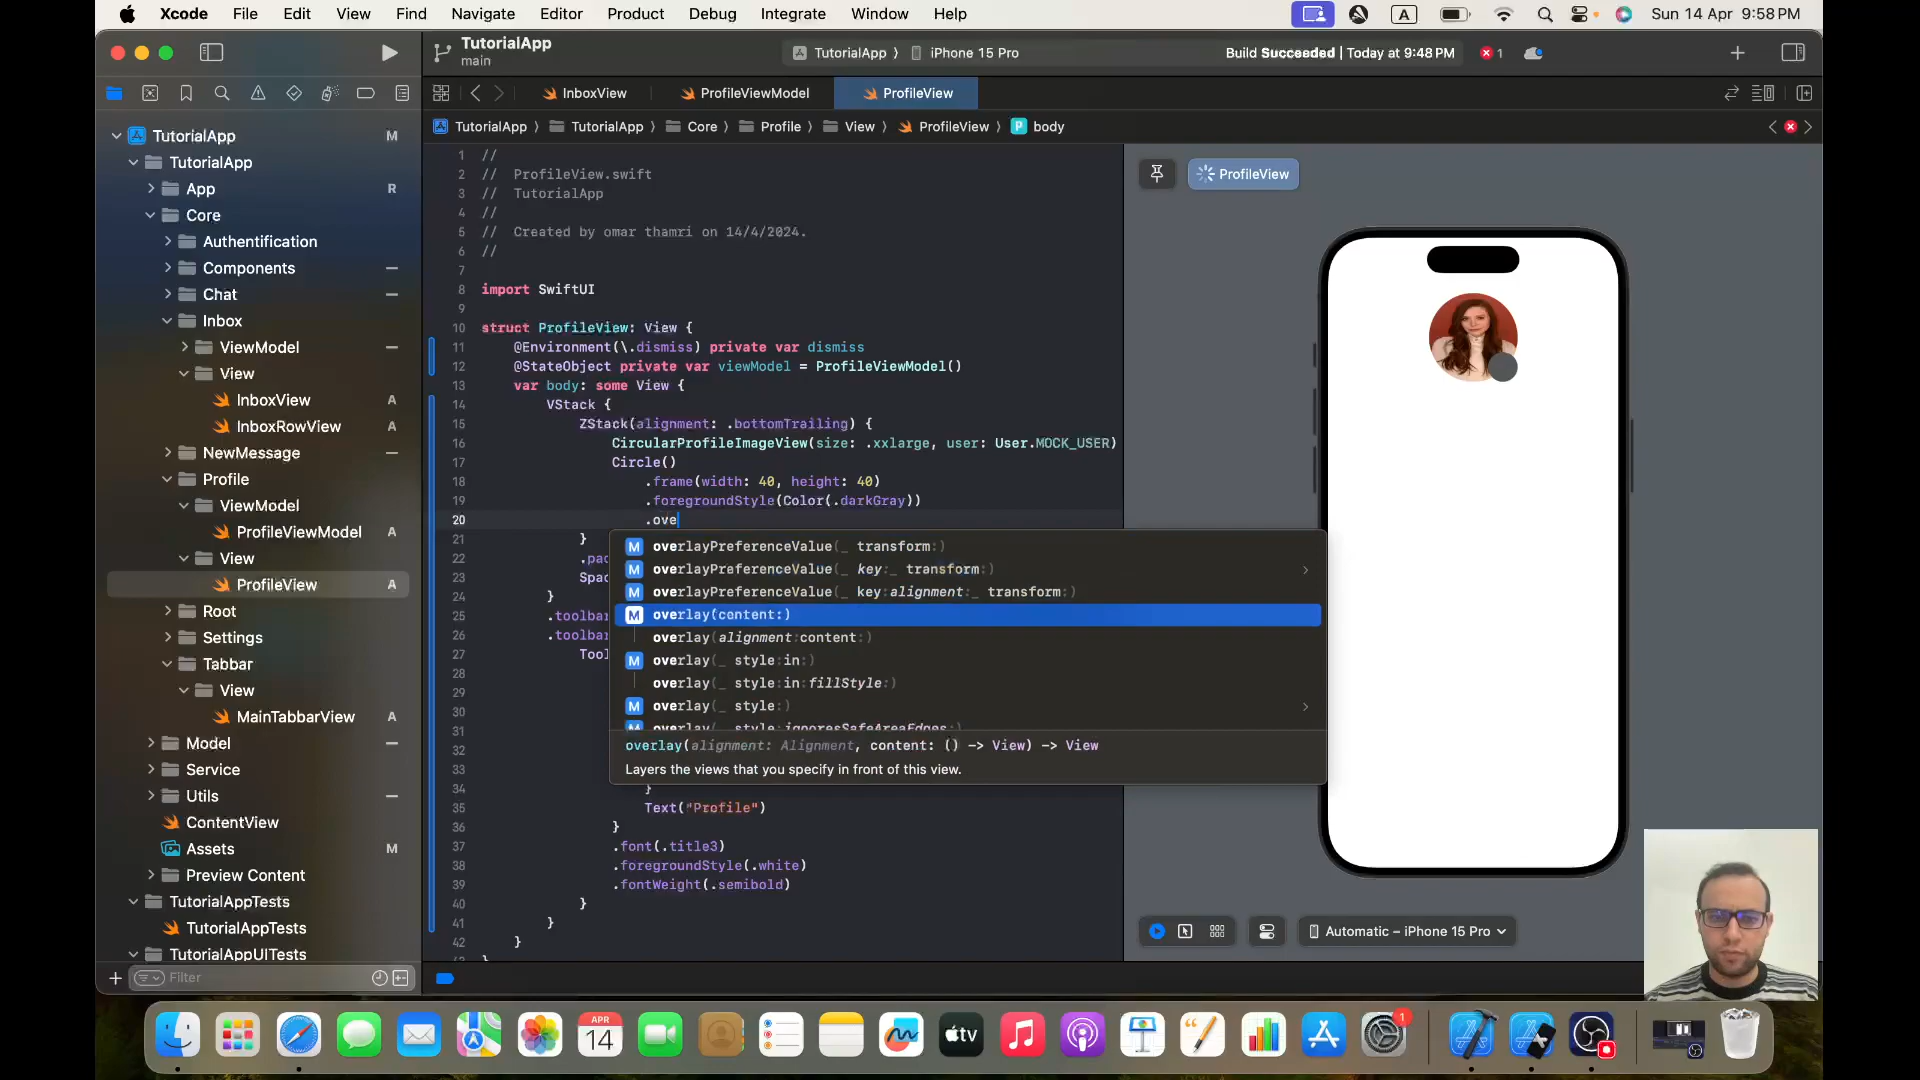 Xcode File Edit View Find Navigate Editor Product Debug Integrate Window Help A Sun 14 Apr 9:58 PM
TutorialApp
main
TutorialApp 〉 iPhone 15 Pro Build Succeeded | Today at 9:48 PM 1
InboxView ProfileViewModel ProfileView
TutorialApp 〉 TutorialApp 〉 Core 〉 Profile 〉 View 〉 ProfileView 〉 P body
TutorialApp M
TutorialApp
App R
Core
Authentification
Components
Chat
Inbox
ViewModel
View
InboxView A
InboxRowView A
NewMessage
Profile
ViewModel
ProfileViewModel A
View
ProfileView A
Root
Settings
Tabbar
View
MainTabbarView A
Model
Service
Utils
ContentView
Assets M
Preview Content
TutorialAppTests
TutorialAppTests
TutorialAppUITests
Filter
1 //
2 // ProfileView.swift
3 // TutorialApp
4 //
5 // Created by omar thamri on 14/4/2024.
6 //
7
8 import SwiftUI
9
10 struct ProfileView: View {
11 @Environment(\.dismiss) private var dismiss
12 @StateObject private var viewModel = ProfileViewModel()
13 var body: some View {
14 VStack {
15 ZStack(alignment: .bottomTrailing) {
16 CircularProfileImageView(size: .xxlarge, user: User.MOCK_USER)
17 Circle()
18 .frame(width: 40, height: 40)
19 .foregroundStyle(Color(.darkGray))
20 .ove
21 }
22 .pac
23 Spac
24 }
25 .toolbar
26 .toolbar
27 Tool
28
29
30
31
32
33
34 }
35 Text("Profile")
36 }
37 .font(.title3)
38 .foregroundStyle(.white)
39 .fontWeight(.semibold)
40 }
41 }
42 }
M overlayPreferenceValue(_ transform:)
M overlayPreferenceValue(_ key:_ transform:)
M overlayPreferenceValue(_ key:alignment:_ transform:)
M overlay(content:)
overlay(alignment:content:)
M overlay(_ style:in:)
overlay(_ style:in:fillStyle:)
M overlay(_ style:)
M overlay(_ style:ignoresSafeAreaEdges:)
overlay(alignment: Alignment, content: () -> View) -> View
Layers the views that you specify in front of this view.
ProfileView
Automatic – iPhone 15 Pro
APR
14
tv
1